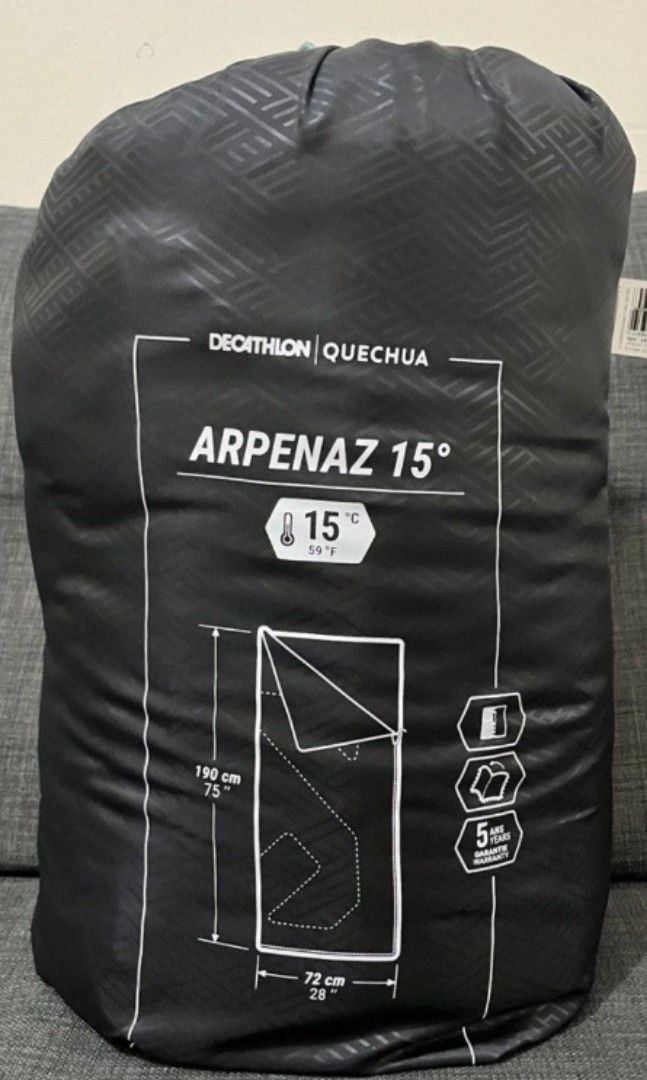 DECATHLON | QUECHUA
ARPENAZ 15°
15 °C
59 °F
190 cm
75 ”
5 ANS
YEARS
GARANTIE
WARRANTY
72 cm
28 ”